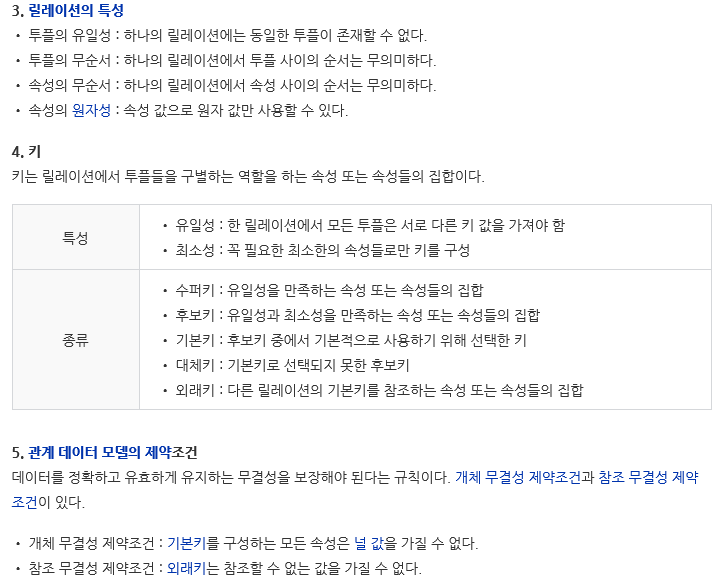 3. 릴레이션의 특성
• 투플의 유일성 : 하나의 릴레이션에는 동일한 투플이 존재할 수 없다.
• 투플의 무순서 : 하나의 릴레이션에서 투플 사이의 순서는 무의미하다.
• 속성의 무순서 : 하나의 릴레이션에서 속성 사이의 순서는 무의미하다.
• 속성의 원자성 : 속성 값으로 원자 값만 사용할 수 있다.
4. 키
키는 릴레이션에서 투플들을 구별하는 역할을 하는 속성 또는 속성들의 집합이다.
특성
• 유일성 : 한 릴레이션에서 모든 투플은 서로 다른 키 값을 가져야 함
• 최소성 : 꼭 필요한 최소한의 속성들로만 키를 구성
종류
• 수퍼키 : 유일성을 만족하는 속성 또는 속성들의 집합
• 후보키 : 유일성과 최소성을 만족하는 속성 또는 속성들의 집합
• 기본키 : 후보키 중에서 기본적으로 사용하기 위해 선택한 키
• 대체키 : 기본키로 선택되지 못한 후보키
• 외래키 : 다른 릴레이션의 기본키를 참조하는 속성 또는 속성들의 집합
5. 관계 데이터 모델의 제약조건
데이터를 정확하고 유효하게 유지하는 무결성을 보장해야 된다는 규칙이다. 개체 무결성 제약조건과 참조 무결성 제약
조건이 있다.
• 개체 무결성 제약조건 : 기본키를 구성하는 모든 속성은 널 값을 가질 수 없다.
• 참조 무결성 제약조건 : 외래키는 참조할 수 없는 값을 가질 수 없다.